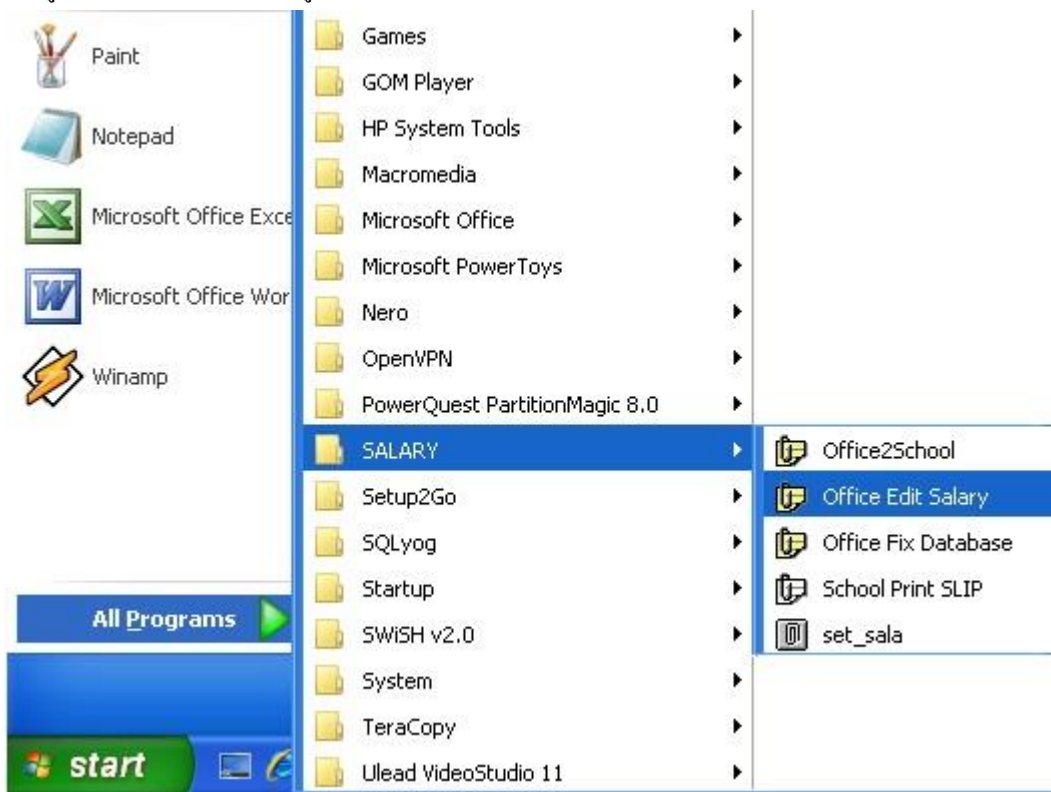 Paint
Notepad
Microsoft Office Exce
Microsoft Office Wor
Winamp
All Programs
start
Games
GOM Player
HP System Tools
Macromedia
Microsoft Office
Microsoft PowerToys
Nero
OpenVPN
PowerQuest PartitionMagic 8.0
SALARY
Setup2Go
SQLyog
Startup
SWiSH v2.0
System
TeraCopy
Ulead VideoStudio 11
Office2School
Office Edit Salary
Office Fix Database
School Print SLIP
set_sala